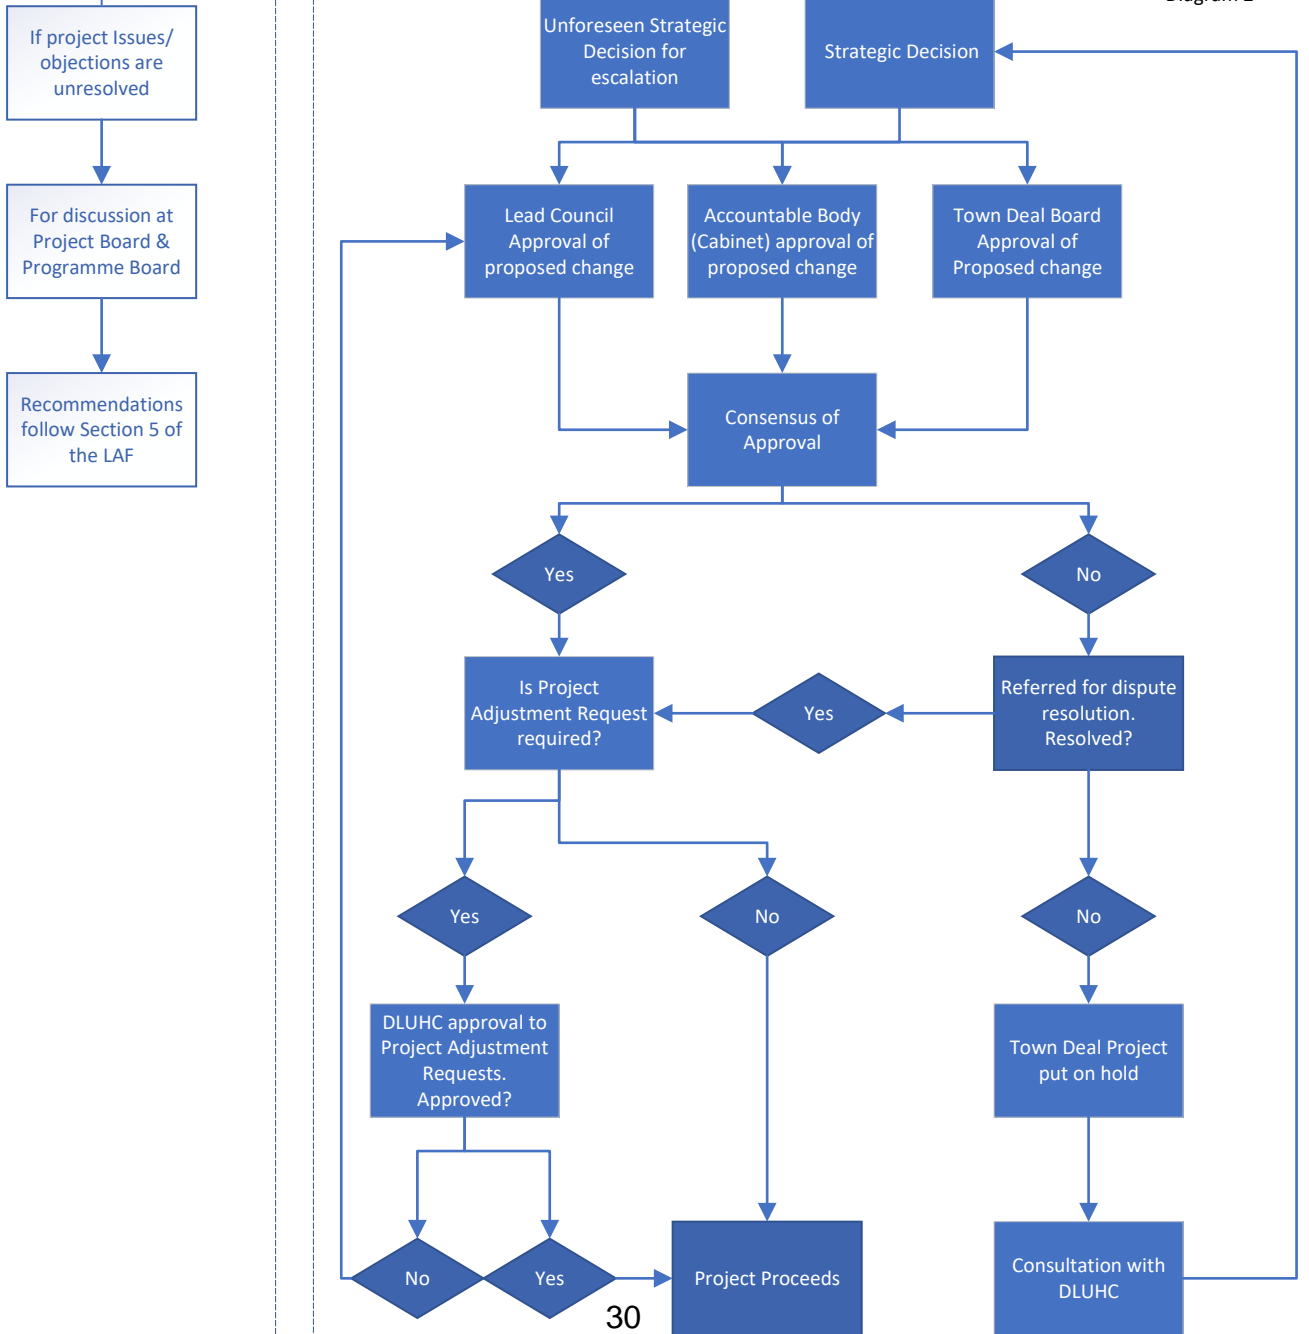 Diagram 2
If project Issues/
objections are
unresolved
For discussion at
Project Board &
Programme Board
Recommendations
follow Section 5 of
the LAF
Unforeseen Strategic
Decision for
escalation
Strategic Decision
Lead Council
Approval of
proposed change
Accountable Body
(Cabinet) approval of
proposed change
Town Deal Board
Approval of
Proposed change
Consensus of
Approval
Yes
No
Is Project
Adjustment Request
required?
Yes
Referred for dispute
resolution.
Resolved?
Yes
No
No
DLUHC approval to
Project Adjustment
Requests.
Approved?
Town Deal Project
put on hold
No
Yes
Project Proceeds
Consultation with
DLUHC
30